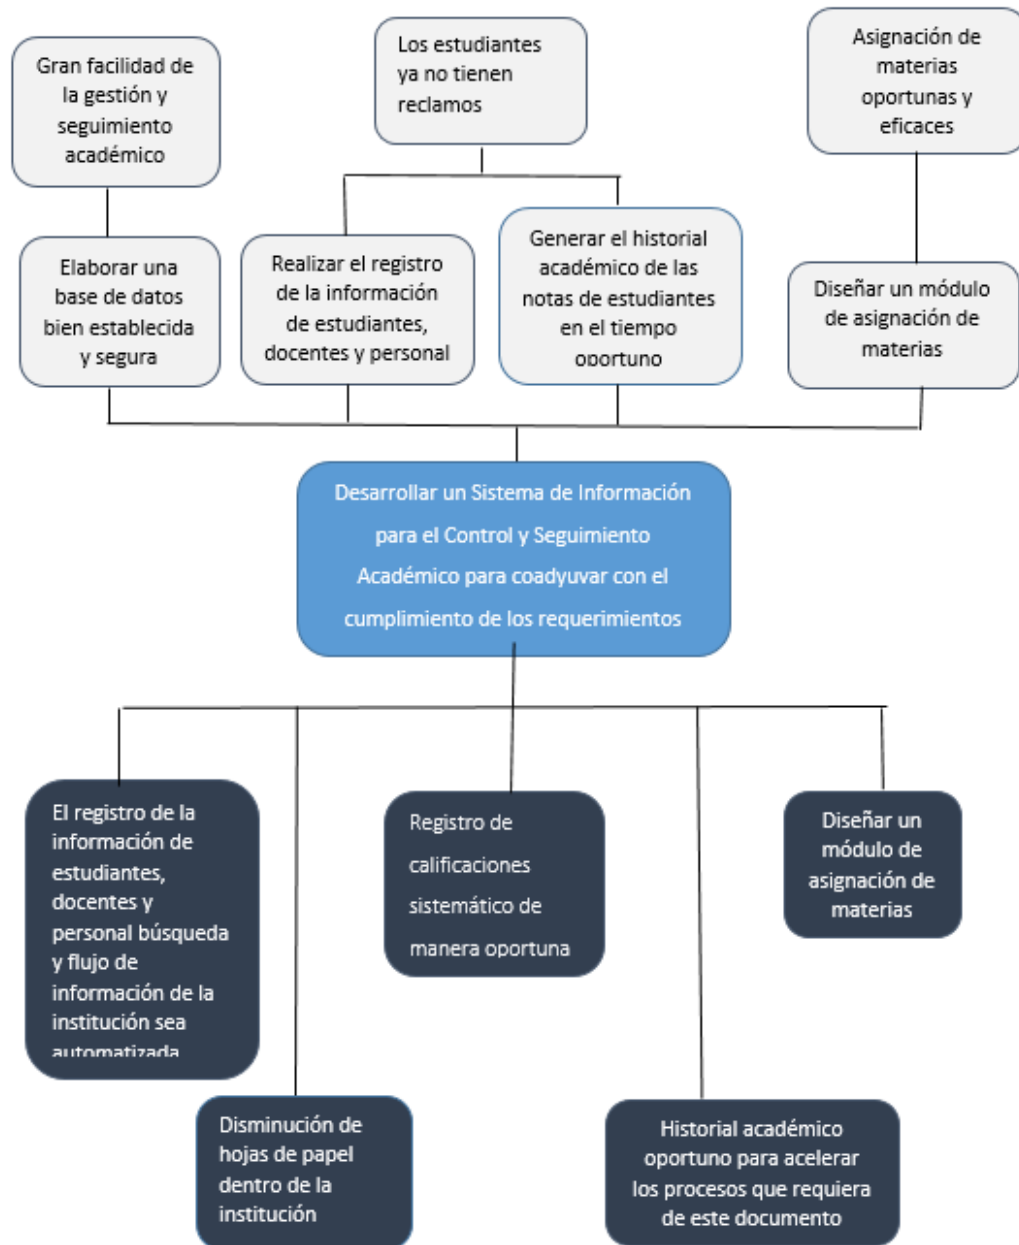 Gran facilidad de
la gestión y
seguimiento
académico
Los estudiantes
ya no tienen
reclamos
Asignación de
materias
oportunas y
eficaces
Elaborar una
base de datos
bien establecida
y segura
Realizar el registro
de la información
de estudiantes,
docentes y personal
Generar el historial
académico de las
notas de estudiantes
en el tiempo
oportuno
Diseñar un módulo
de asignación de
materias
Desarrollar un Sistema de Información
para el Control y Seguimiento
Académico para coadyuvar con el
cumplimiento de los requerimientos
El registro de la
información de
estudiantes,
docentes y
personal búsqueda
y flujo de
información de la
institución sea
automatizada
Registro de
calificaciones
sistemático de
manera oportuna
Diseñar un
módulo de
asignación de
materias
Disminución de
hojas de papel
dentro de la
institución
Historial académico
oportuno para acelerar
los procesos que requiera
de este documento